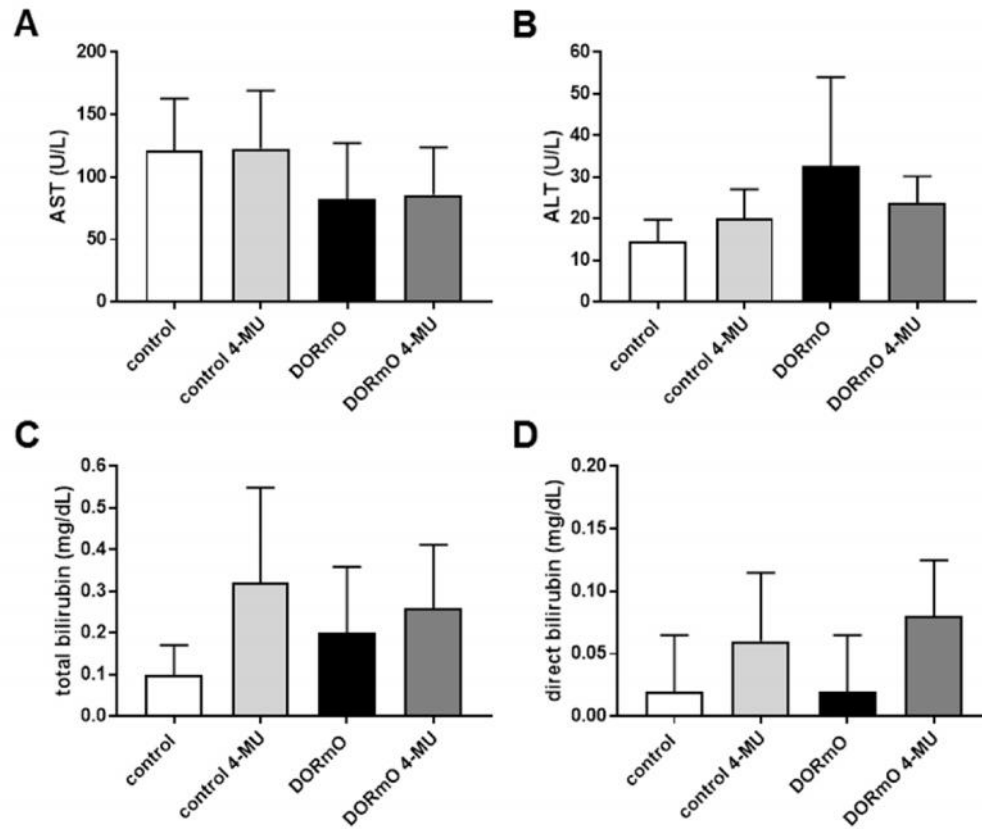 A
AST (U/L)
200
150
100
50
0
control
control 4-MU
DORmO
DORmO 4-MU
B
ALT (U/L)
60
50
40
30
20
10
0
control
control 4-MU
DORmO
DORmO 4-MU
C
total bilirubin (mg/dL)
0.6
0.5
0.4
0.3
0.2
0.1
0.0
control
control 4-MU
DORmO
DORmO 4-MU
D
direct bilirubin (mg/dL)
0.20
0.15
0.10
0.05
0.00
control
control 4-MU
DORmO
DORmO 4-MU